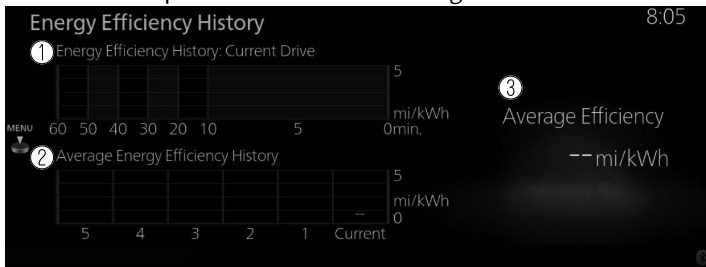 Energy Efficiency History
8:05
1 Energy Efficiency History: Current Drive
5
mi/kWh
60 50 40 30 20 10 5 0min.
MENU
2 Average Energy Efficiency History
5
mi/kWh
-- 0
5 4 3 2 1 Current
3
Average Efficiency
-- mi/kWh